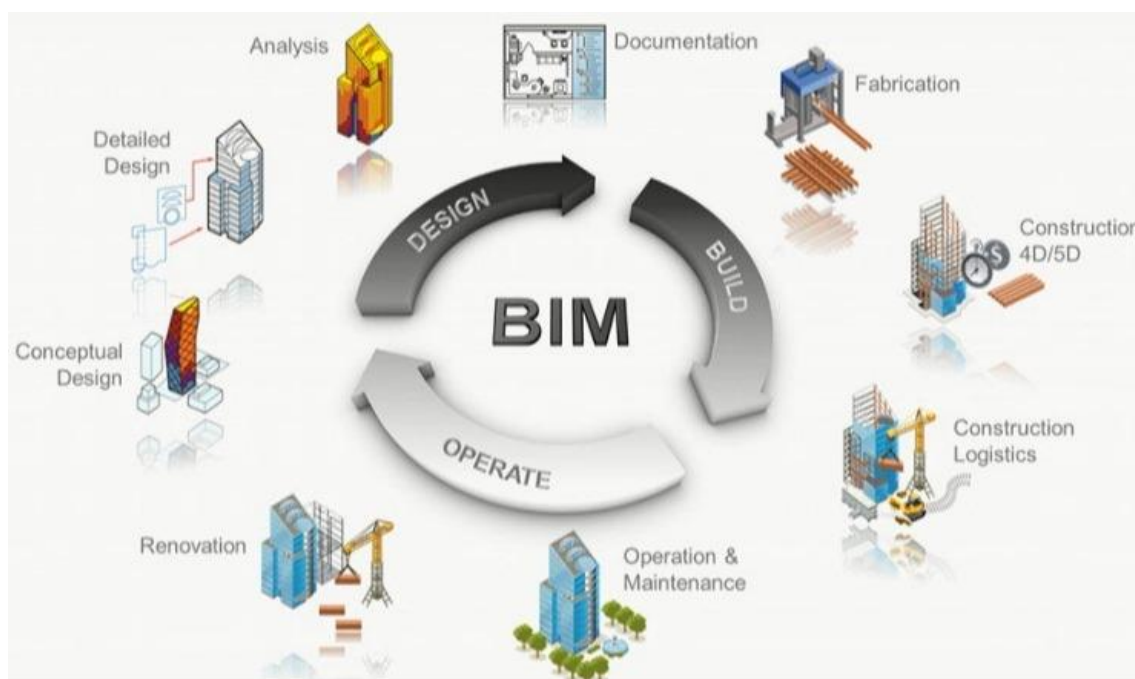 Analysis
Documentation
Fabrication
Detailed
Design
Construction
4D/5D
Conceptual
Design
Construction
Logistics
Renovation
Operation &
Maintenance
DESIGN
BUILD
OPERATE
BIM